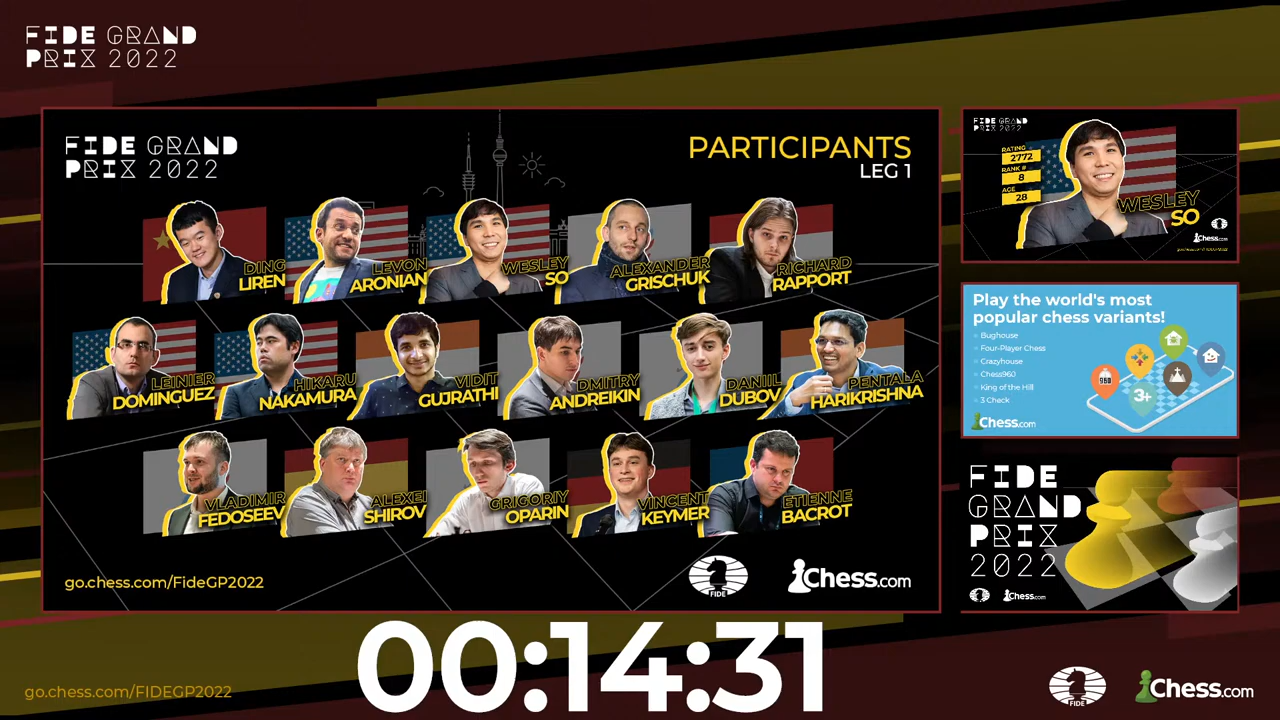 FIDE GRAND
PRIX 2022
FIDE GRAND
PRIX 2022
PARTICIPANTS
LEG 1
DING
LIREN
LEVON
ARONIAN
WESLEY
SO
ALEXANDER
GRISCHUK
RICHARD
RAPPORT
LEINIER
DOMINGUEZ
HIKARU
NAKAMURA
VIDIT
GUJRATHI
DMITRY
ANDREIKIN
DANIIL
DUBOV
PENTALA
HARIKRISHNA
VLADIMIR
FEDOSEEV
ALEXEI
SHIROV
GRIGORIY
OPARIN
VINCENT
KEYMER
ETIENNE
BACROT
go.chess.com/FideGP2022
FIDE
Chess.com
FIDE GRAND
PRIX 2022
RATING
2772
RANK #
8
AGE
28
WESLEY
SO
Chess.com
Play the world's most
popular chess variants!
Bughouse
Four-Player Chess
Crazyhouse
Chess960
King of the Hill
3 Check
960
3+
Chess.com
FIDE
GRAND
PRIX
2022
Chess.com
00:14:31
go.chess.com/FIDEGP2022
FIDE
Chess.com